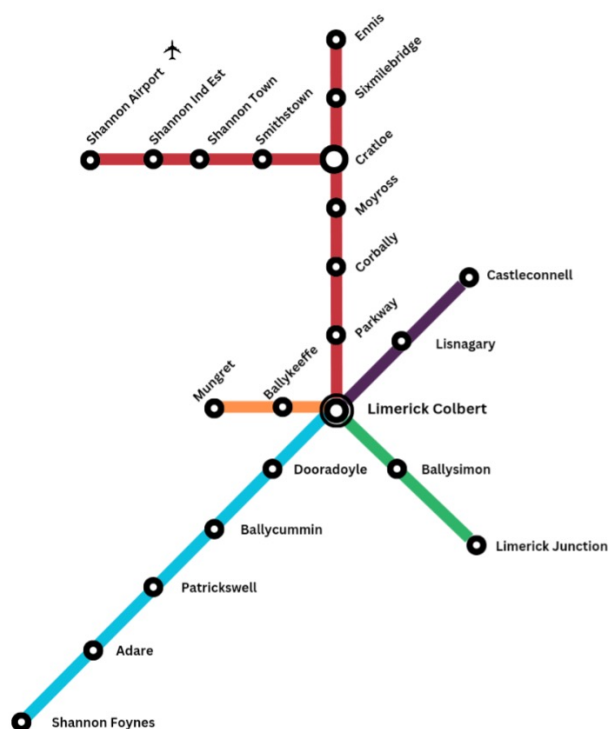 Ennis
Sixmilebridge
Shannon Airport
Shannon Ind Est
Shannon Town
Smithstown
Cratloe
Moyross
Corbally
Castleconnell
Parkway
Lisnagary
Mungret
Ballykeeffe
Limerick Colbert
Dooradoyle
Ballysimon
Ballycummin
Limerick Junction
Patrickswell
Adare
Shannon Foynes